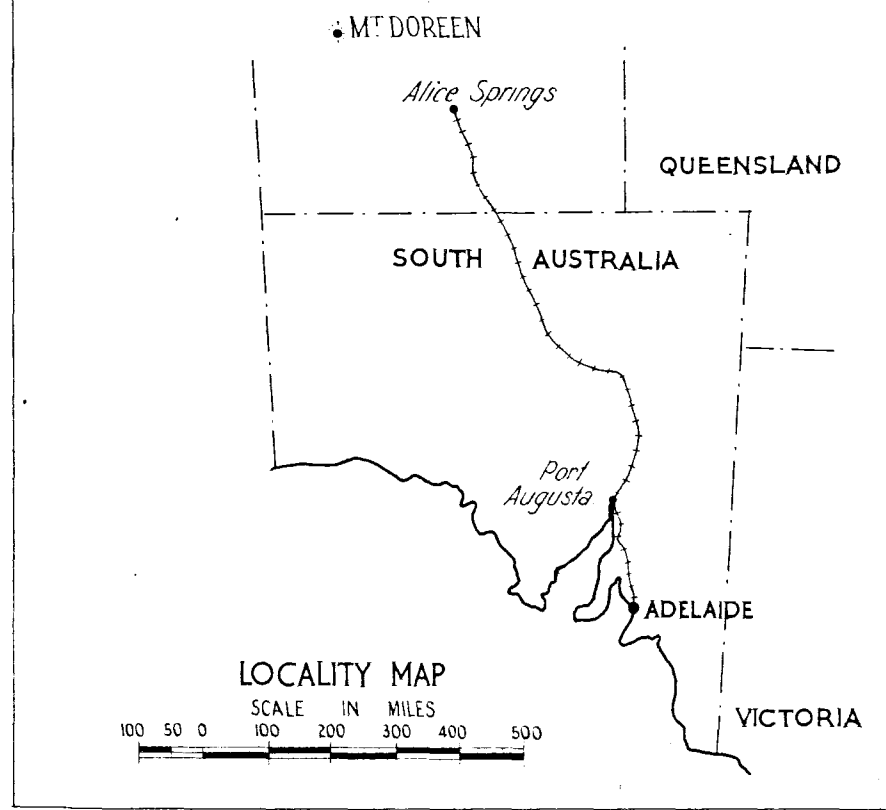 Mᵀ DOREEN
Alice Springs
QUEENSLAND
SOUTH AUSTRALIA
Port
Augusta
ADELAIDE
LOCALITY MAP
SCALE IN MILES
100 50 0 100 200 300 400 500
VICTORIA